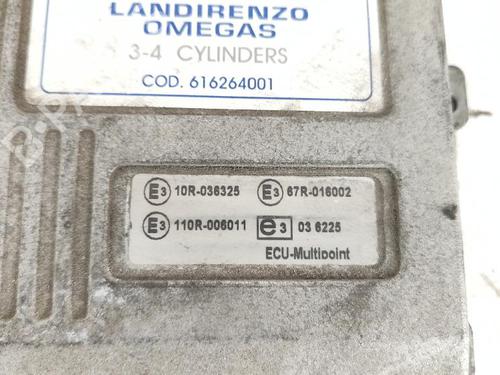 LANDIRENZO
OMEGAS
3-4 CYLINDERS
COD. 616264001
E3 10R-036325 E3 67R-016002
E3 110R-006011 e3 03 6225
ECU-Multipoint